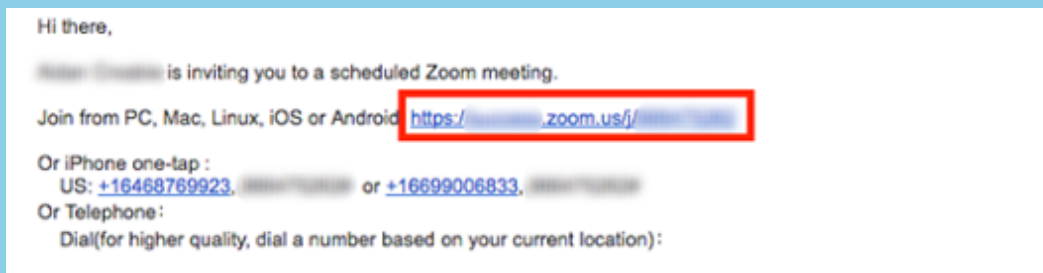 Hi there,
is inviting you to a scheduled Zoom meeting.
Join from PC, Mac, Linux, iOS or Android https:/ .zoom.us/j/
Or iPhone one-tap :
US: +16468769923, or +16699006833,
Or Telephone:
Dial(for higher quality, dial a number based on your current location):